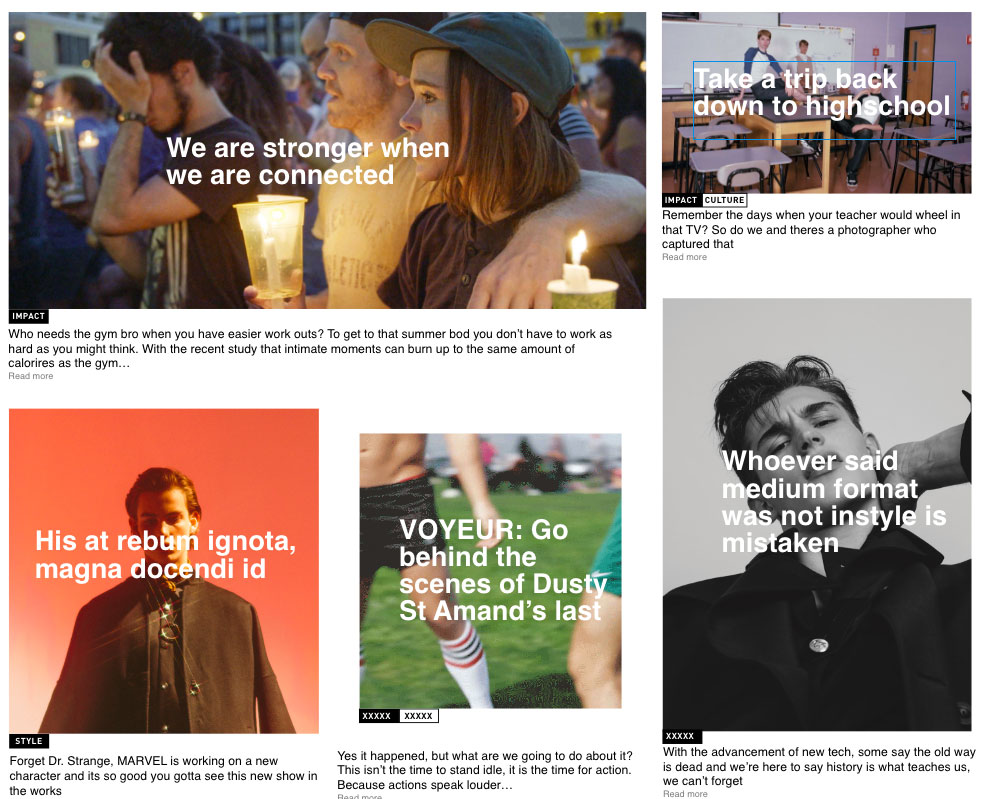 We are stronger when
we are connected
IMPACT
Who needs the gym bro when you have easier work outs? To get to that summer bod you don't have to work as
hard as you might think. With the recent study that intimate moments can burn up to the same amount of
calorires as the gym…
Read more
Take a trip back
down to highschool
IMPACT CULTURE
Remember the days when your teacher would wheel in
that TV? So do we and theres a photographer who
captured that
Read more
His at rebum ignota,
magna docendi id
STYLE
Forget Dr. Strange, MARVEL is working on a new
character and its so good you gotta see this new show in
the works
VOYEUR: Go
behind the
scenes of Dusty
St Amand's last
XXXXX XXXXX
Yes it happened, but what are we going to do about it?
This isn't the time to stand idle, it is the time for action.
Because actions speak louder…
Read more
Whoever said
medium format
was not instyle is
mistaken
XXXXX
With the advancement of new tech, some say the old way
is dead and we're here to say history is what teaches us,
we can't forget
Read more